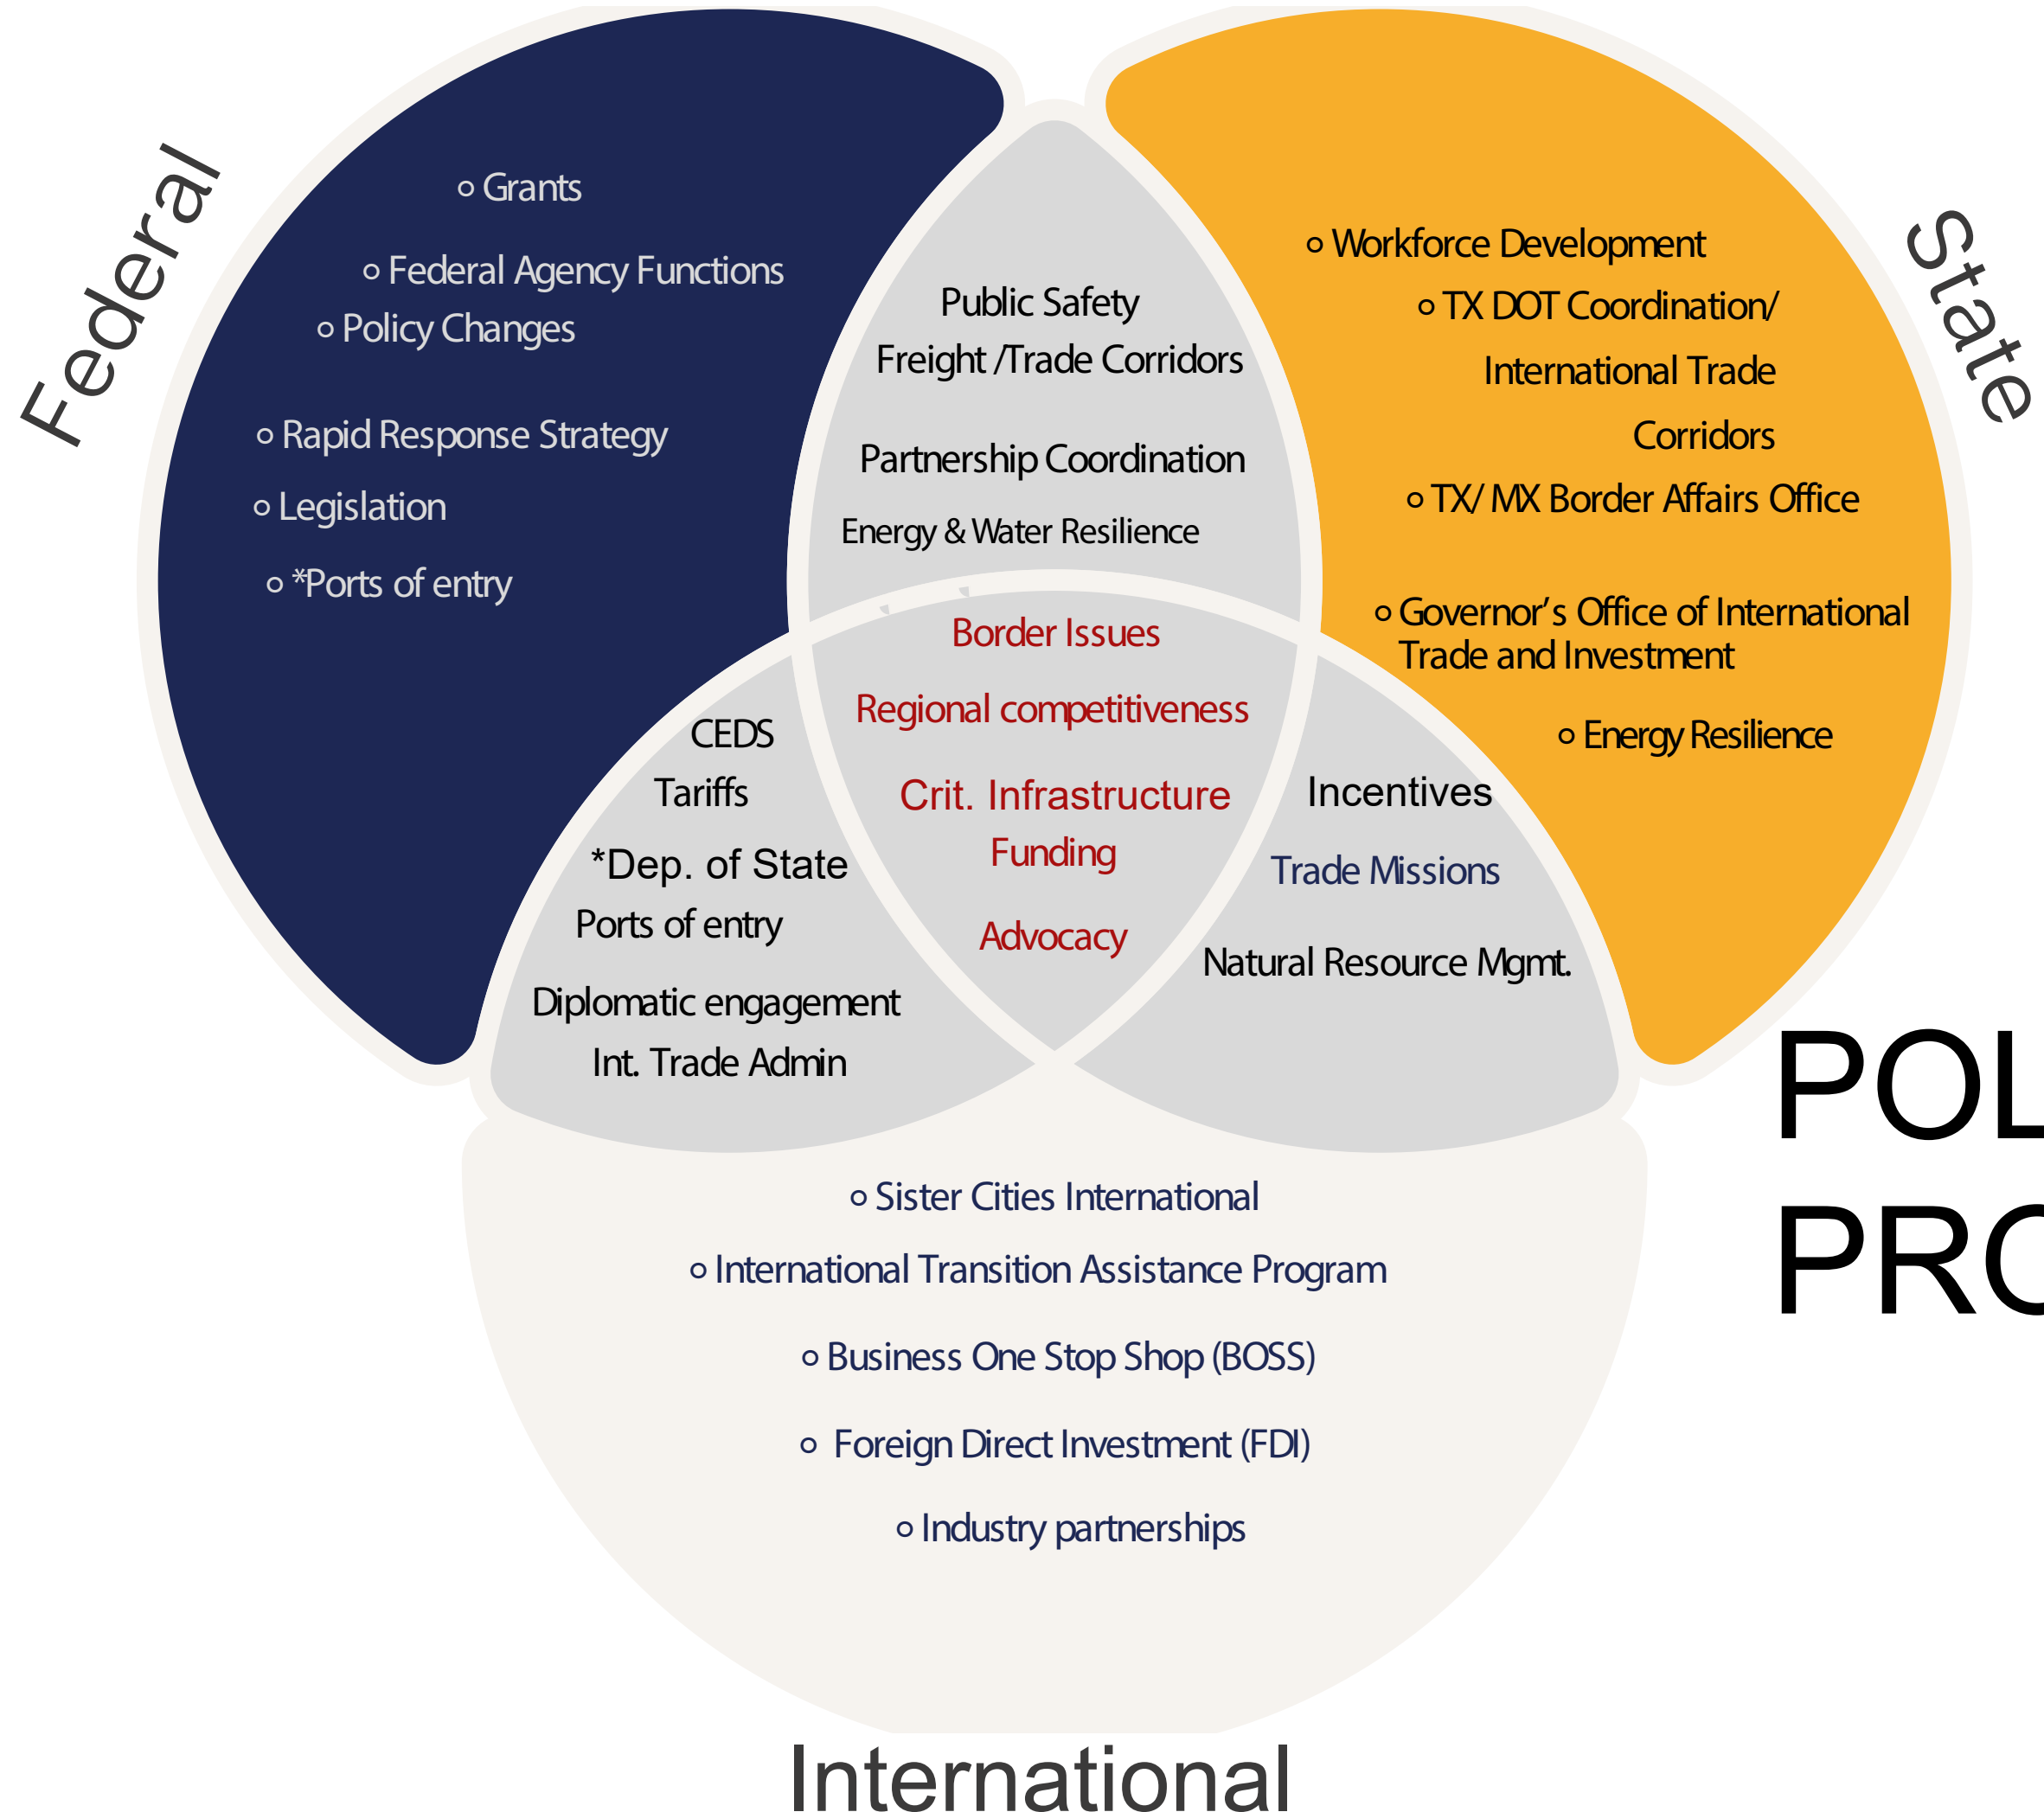 Federal
○ Grants
○ Federal Agency Functions
○ Policy Changes
○ Rapid Response Strategy
○ Legislation
○ *Ports of entry
Public Safety
Freight /Trade Corridors
Partnership Coordination
Energy & Water Resilience
State
○ Workforce Development
○ TX DOT Coordination/
International Trade
Corridors
○ TX/ MX Border Affairs Office
○ Governor’s Office of International
Trade and Investment
○ Energy Resilience
Border Issues
Regional competitiveness
Crit. Infrastructure
Funding
Advocacy
CEDS
Tariffs
*Dep. of State
Ports of entry
Diplomatic engagement
Int. Trade Admin
Incentives
Trade Missions
Natural Resource Mgmt.
○ Sister Cities International
○ International Transition Assistance Program
○ Business One Stop Shop (BOSS)
○ Foreign Direct Investment (FDI)
○ Industry partnerships
International